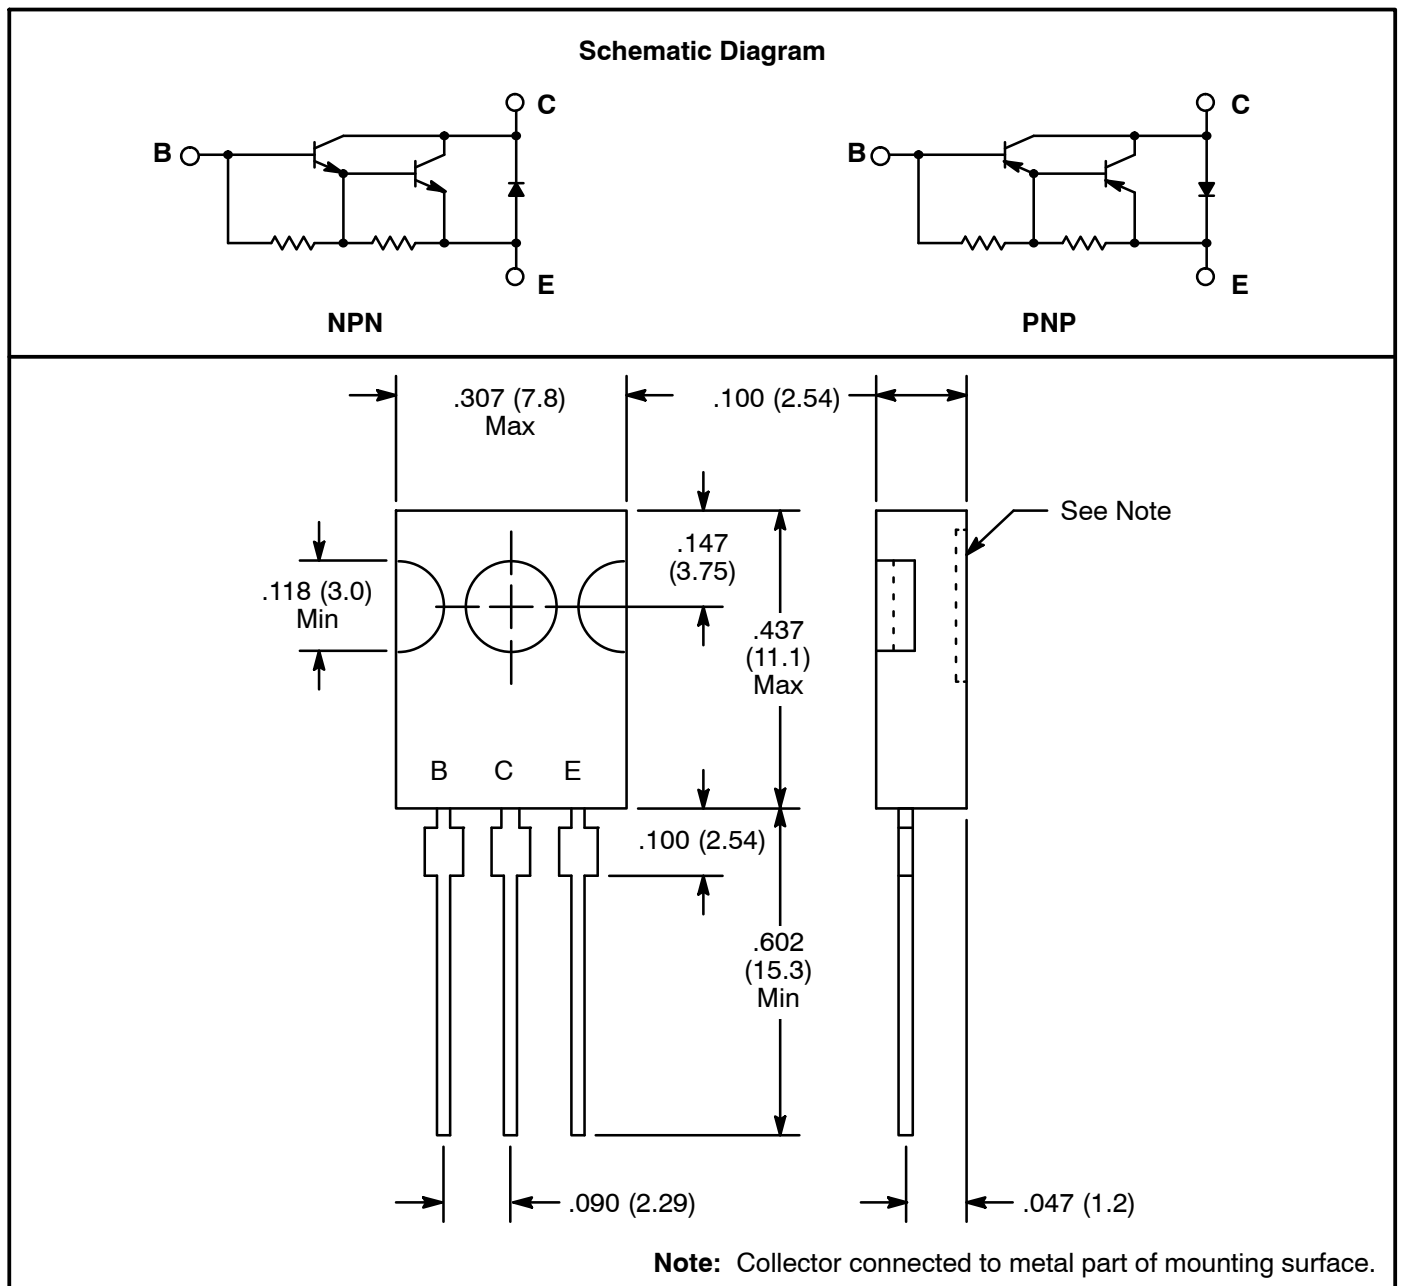 Schematic Diagram
C
B
E
NPN
C
B
E
PNP
.307 (7.8)
Max
.100 (2.54)
See Note
.147
(3.75)
.118 (3.0)
Min
.437
(11.1)
Max
B C E
.100 (2.54)
.602
(15.3)
Min
.090 (2.29)
.047 (1.2)
Note: Collector connected to metal part of mounting surface.